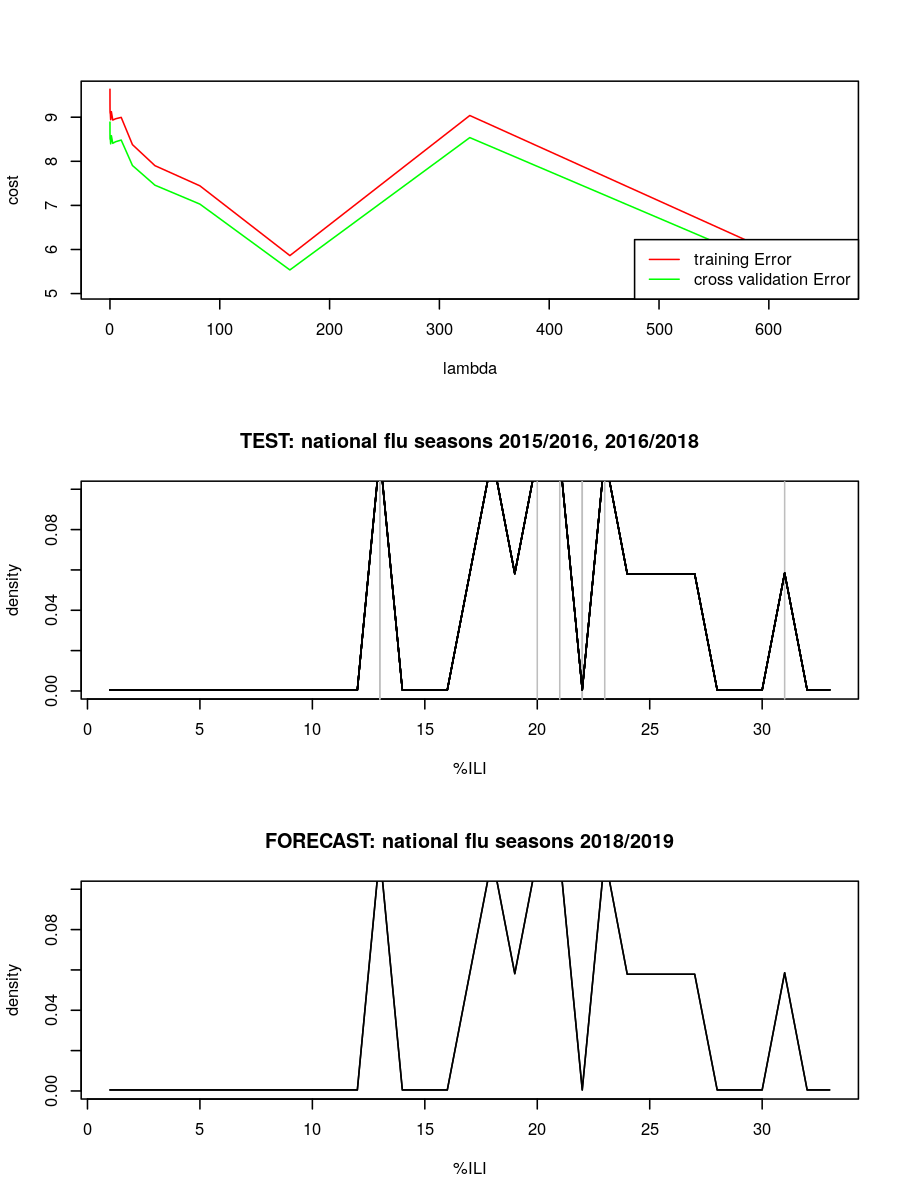 9
8
7
6
5
cost
training Error
cross validation Error
0 100 200 300 400 500 600
lambda
TEST: national flu seasons 2015/2016, 2016/2018
0.08
0.04
0.00
density
0 5 10 15 20 25 30
%ILI
FORECAST: national flu seasons 2018/2019
0.08
0.04
0.00
density
0 5 10 15 20 25 30
%ILI